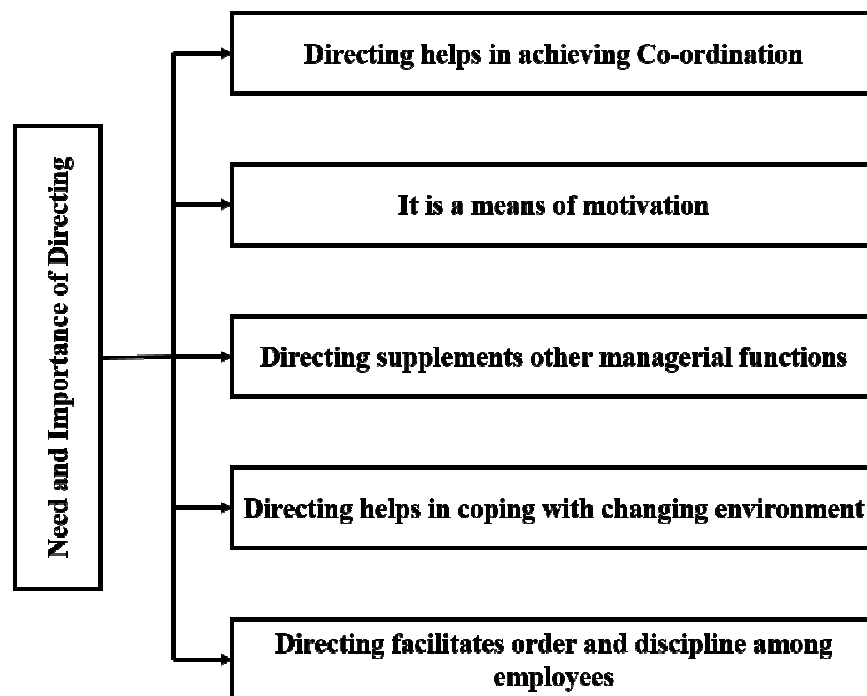 Need and Importance of Directing
Directing helps in achieving Co-ordination
It is a means of motivation
Directing supplements other managerial functions
Directing helps in coping with changing environment
Directing facilitates order and discipline among
employees